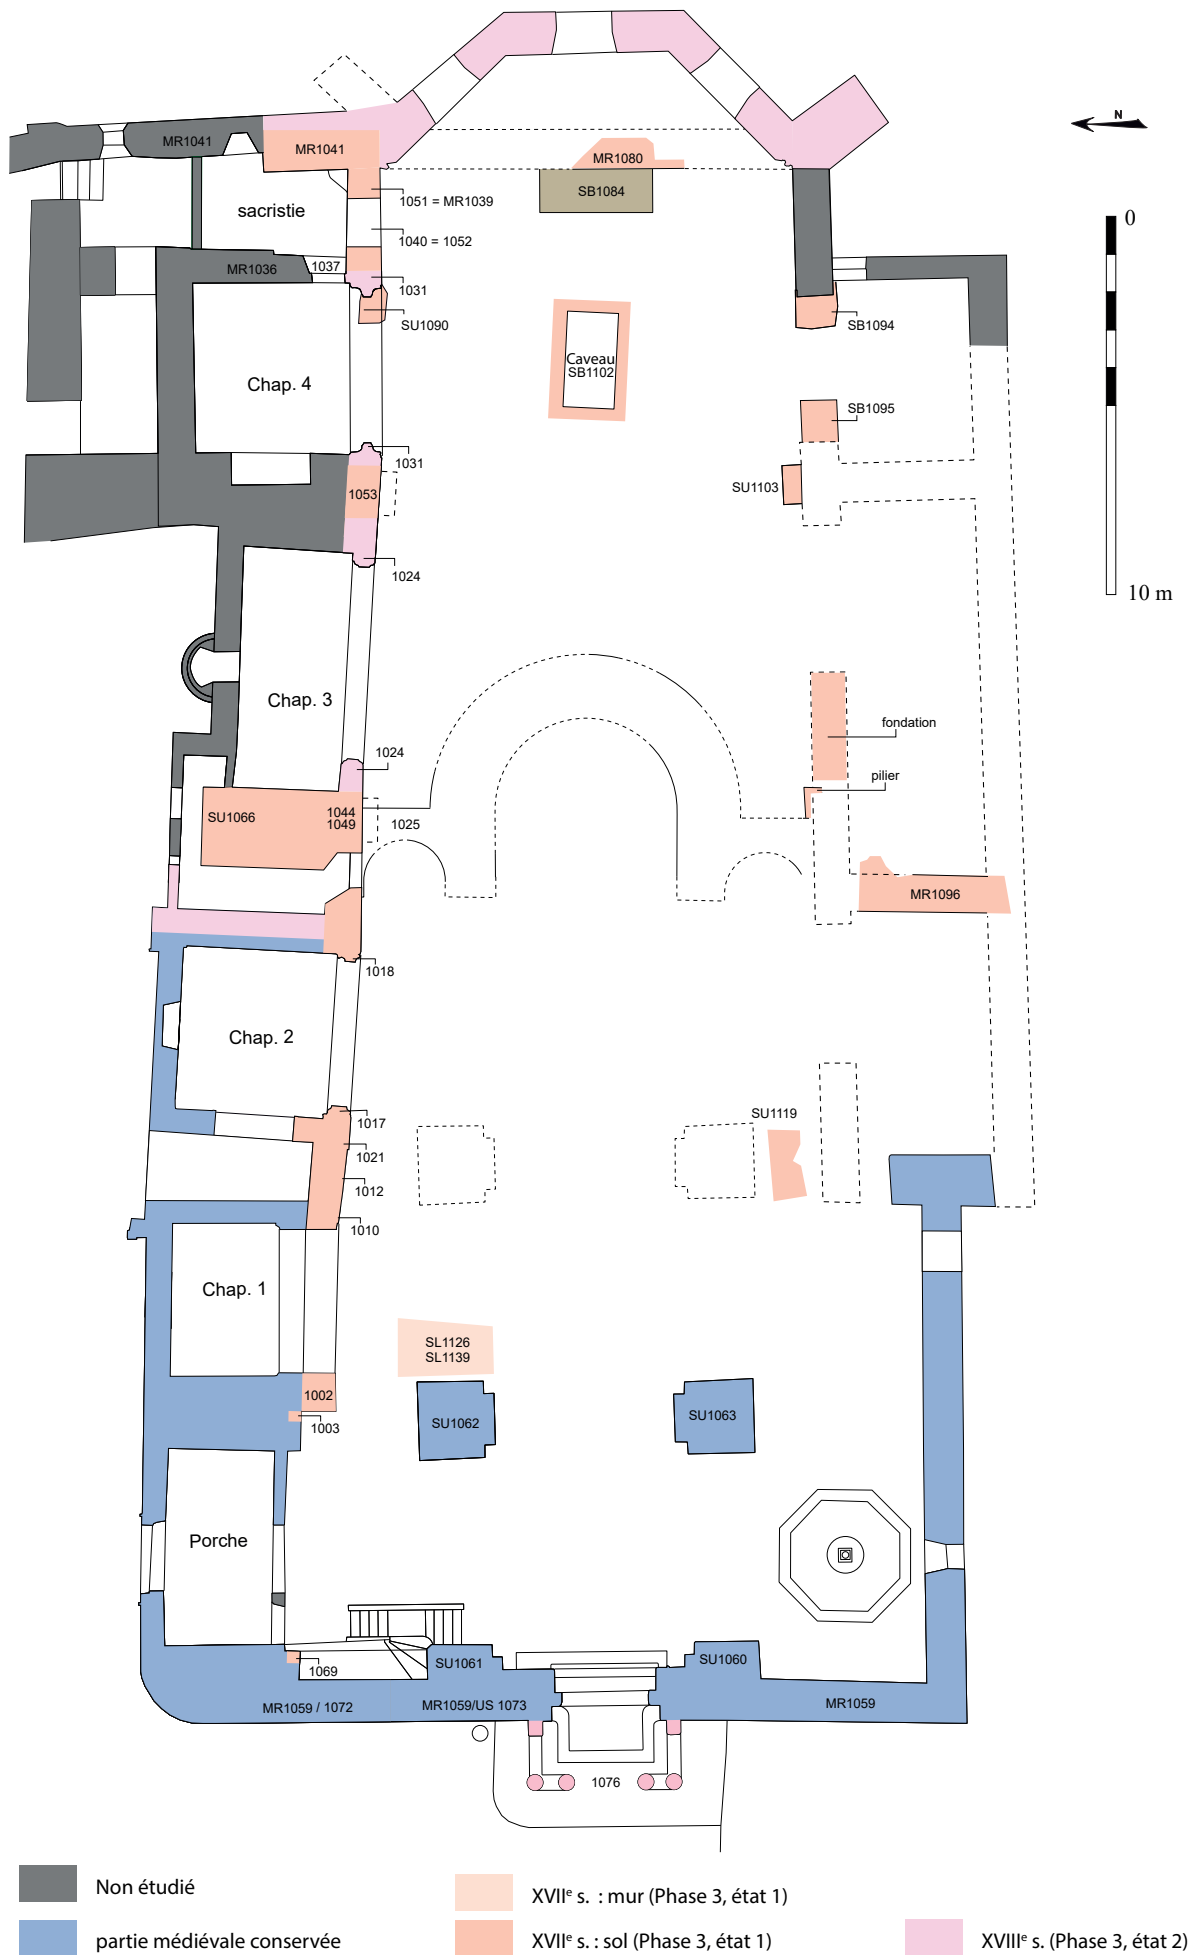 N
MR1041
MR1041
MR1080
SB1084
1051 = MR1039
sacristie
0
1040 = 1052
MR1036
1037
1031
SU1090
SB1094
Caveau
SB1102
Chap. 4
SB1095
1031
SU1103
1053
1024
10 m
Chap. 3
fondation
1024
pilier
SU1066
1044
1049
1025
MR1096
1018
Chap. 2
1017
SU1119
1021
1012
1010
Chap. 1
SL1126
SL1139
1002
1003
SU1062
SU1063
Porche
SU1061
SU1060
1069
MR1059 / 1072
MR1059/US 1073
MR1059
1076
Non étudié
XVIIe s. : mur (Phase 3, état 1)
partie médiévale conservée
XVIIe s. : sol (Phase 3, état 1)
XVIIIe s. (Phase 3, état 2)